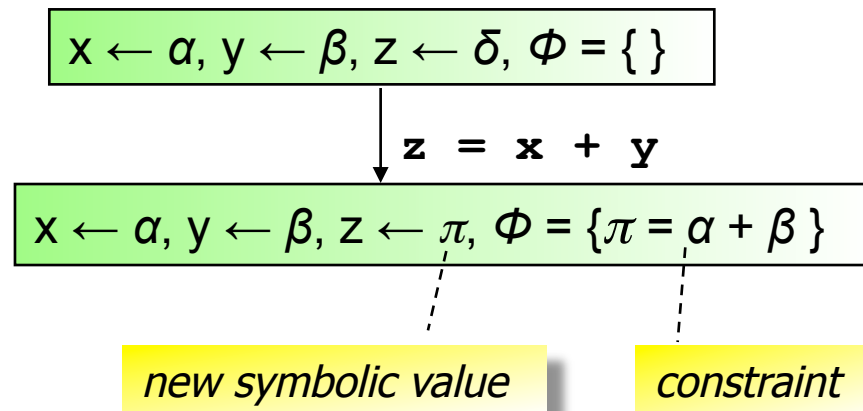 x ← α, y ← β, z ← δ, Φ = { }
z = x + y
x ← α, y ← β, z ← π, Φ = {π = α + β }
new symbolic value
constraint